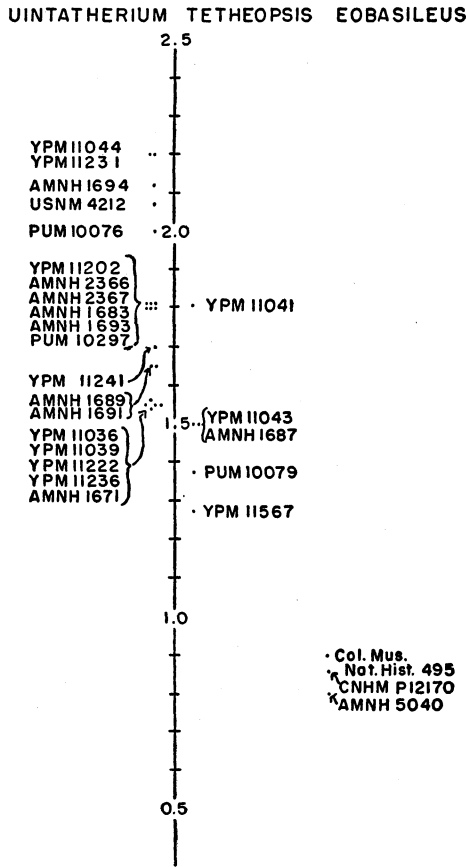 UINTATHERIUM TETHEOPSIS EOBASILEUS
2.5
YPM 11044
YPM 11231
AMNH 1694
USNM 4212
PUM 10076
2.0
YPM 11202
AMNH 2366
AMNH 2367
AMNH 1683
AMNH 1693
PUM 10297
YPM 11041
YPM 11241
AMNH 1689
AMNH 1691
1.5
YPM 11043
AMNH 1687
YPM 11036
YPM 11039
YPM 11222
YPM 11236
AMNH 1671
PUM 10079
YPM 11567
1.0
Col. Mus.
Nat. Hist. 495
CNHM P12170
AMNH 5040
0.5